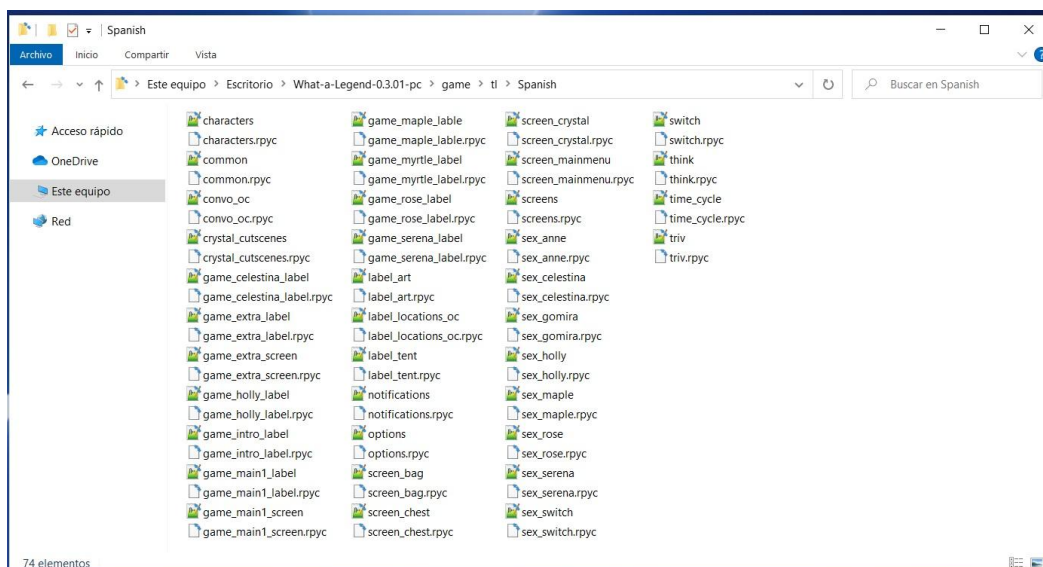 Spanish
Archivo Inicio Compartir Vista
Este equipo > Escritorio > What-a-Legend-0.3.01-pc > game > tl > Spanish
Buscar en Spanish
Acceso rápido
OneDrive
Este equipo
Red
characters
characters.rpyc
common
common.rpyc
convo_oc
convo_oc.rpyc
crystal_cutscenes
crystal_cutscenes.rpyc
game_celestina_label
game_celestina_label.rpyc
game_extra_label
game_extra_label.rpyc
game_extra_screen
game_extra_screen.rpyc
game_holly_label
game_holly_label.rpyc
game_intro_label
game_intro_label.rpyc
game_main1_label
game_main1_label.rpyc
game_main1_screen
game_main1_screen.rpyc
game_maple_lable
game_maple_lable.rpyc
game_myrtle_label
game_myrtle_label.rpyc
game_rose_label
game_rose_label.rpyc
game_serena_label
game_serena_label.rpyc
label_art
label_art.rpyc
label_locations_oc
label_locations_oc.rpyc
label_tent
label_tent.rpyc
notifications
notifications.rpyc
options
options.rpyc
screen_bag
screen_bag.rpyc
screen_chest
screen_chest.rpyc
screen_crystal
screen_crystal.rpyc
screen_mainmenu
screen_mainmenu.rpyc
screens
screens.rpyc
sex_anne
sex_anne.rpyc
sex_celestina
sex_celestina.rpyc
sex_gomira
sex_gomira.rpyc
sex_holly
sex_holly.rpyc
sex_maple
sex_maple.rpyc
sex_rose
sex_rose.rpyc
sex_serena
sex_serena.rpyc
sex_switch
sex_switch.rpyc
switch
switch.rpyc
think
think.rpyc
time_cycle
time_cycle.rpyc
triv
triv.rpyc
74 elementos